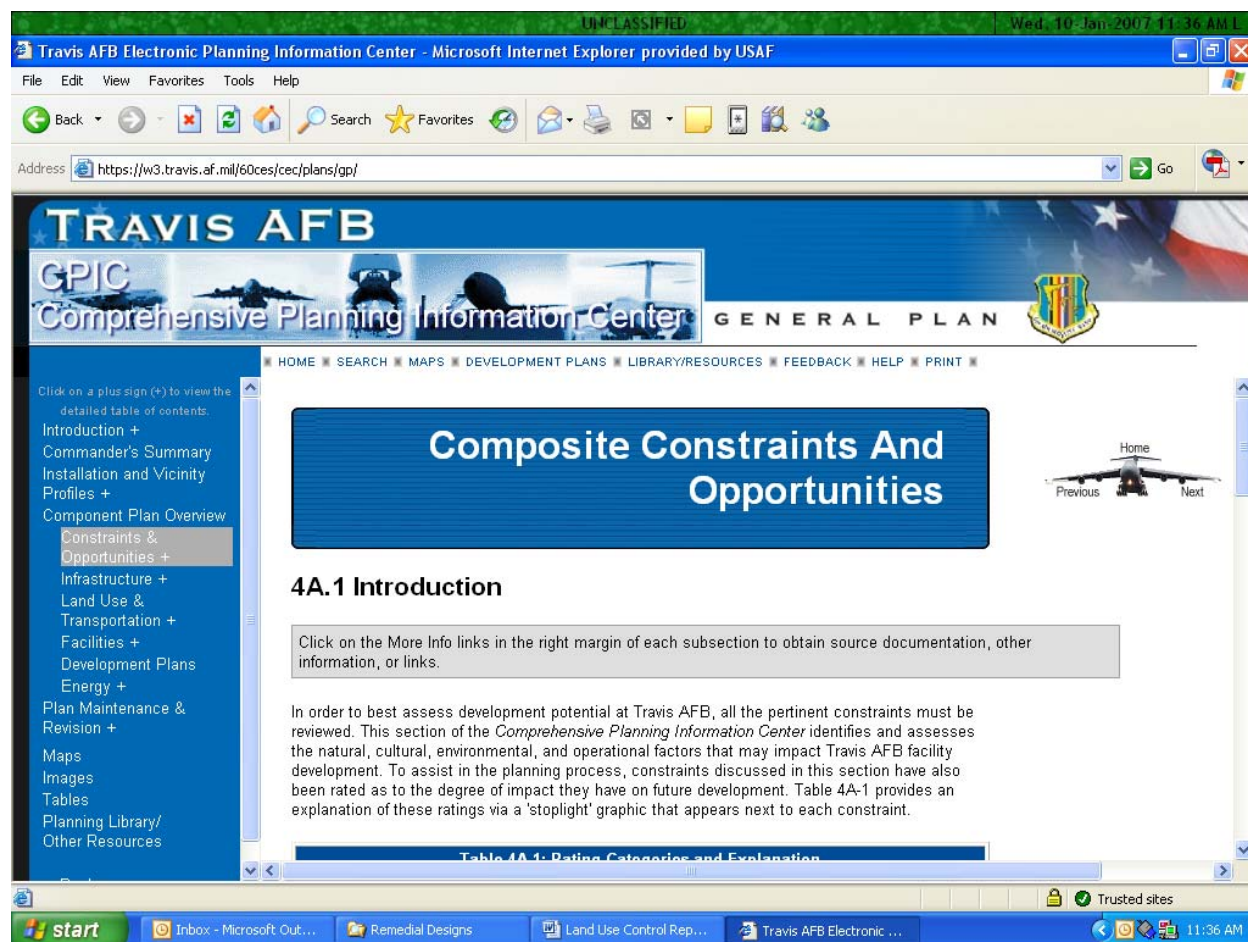 UNCLASSIFIED
Wed, 10-Jan-2007 11:36 AM L
Travis AFB Electronic Planning Information Center - Microsoft Internet Explorer provided by USAF
File Edit View Favorites Tools Help
Back Search Favorites
Address https://w3.travis.af.mil/60ces/cec/plans/gp/ Go
TRAVIS AFB
CPIC
Comprehensive Planning Information Center
GENERAL PLAN
HOME SEARCH MAPS DEVELOPMENT PLANS LIBRARY/RESOURCES FEEDBACK HELP PRINT
Click on a plus sign (+) to view the
detailed table of contents.
Introduction +
Commander's Summary
Installation and Vicinity
Profiles +
Component Plan Overview
Constraints &
Opportunities +
Infrastructure +
Land Use &
Transportation +
Facilities +
Development Plans
Energy +
Plan Maintenance &
Revision +
Maps
Images
Tables
Planning Library/
Other Resources
Composite Constraints And
Opportunities
Home
Previous Next
4A.1 Introduction
Click on the More Info links in the right margin of each subsection to obtain source documentation, other
information, or links.
In order to best assess development potential at Travis AFB, all the pertinent constraints must be
reviewed. This section of the Comprehensive Planning Information Center identifies and assesses
the natural, cultural, environmental, and operational factors that may impact Travis AFB facility
development. To assist in the planning process, constraints discussed in this section have also
been rated as to the degree of impact they have on future development. Table 4A-1 provides an
explanation of these ratings via a 'stoplight' graphic that appears next to each constraint.
Table 4A.1: Rating Categories and Explanation
Trusted sites
start Inbox - Microsoft Out... Remedial Designs Land Use Control Rep... Travis AFB Electronic ... 11:36 AM